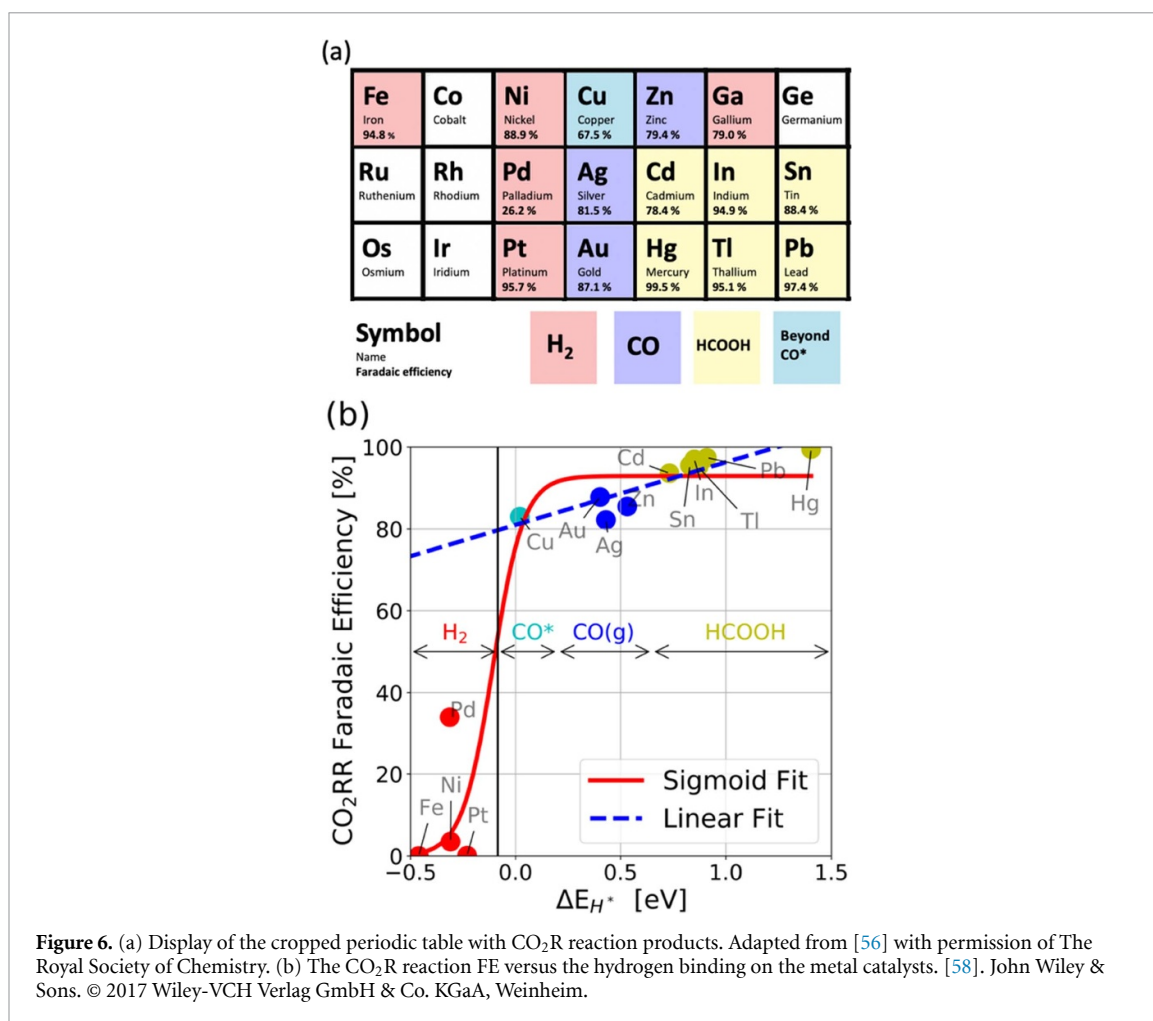 (a)
Fe Co Ni Cu Zn Ga Ge
Iron Cobalt Nickel Copper Zinc Gallium Germanium
94.8 % 88.9 % 67.5 % 79.4 % 79.0 %
Ru Rh Pd Ag Cd In Sn
Ruthenium Rhodium Palladium Silver Cadmium Indium Tin
26.2 % 81.5 % 78.4 % 94.9 % 88.4 %
Os Ir Pt Au Hg Tl Pb
Osmium Iridium Platinum Gold Mercury Thallium Lead
95.7 % 87.1 % 99.5 % 95.1 % 97.4 %
Symbol
Name
Faradaic efficiency
H₂
CO
HCOOH
Beyond
CO*
(b)
CO₂RR Faradaic Efficiency [%]
100
80
60
40
20
0
Cd
Pb
In
Hg
Sn
Tl
Zn
Au
Ag
Cu
H₂ CO* CO(g) HCOOH
Pd
Ni
Fe
Pt
Sigmoid Fit
Linear Fit
−0.5 0.0 0.5 1.0 1.5
ΔE_H* [eV]
Figure 6. (a) Display of the cropped periodic table with CO₂R reaction products. Adapted from [56] with permission of The
Royal Society of Chemistry. (b) The CO₂R reaction FE versus the hydrogen binding on the metal catalysts. [58]. John Wiley &
Sons. © 2017 Wiley-VCH Verlag GmbH & Co. KGaA, Weinheim.